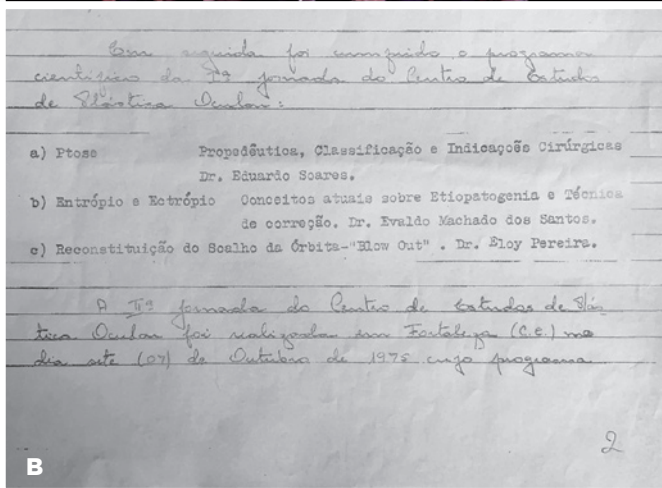 Em seguida foi cumprido o programa
científico da Iª jornada do Centro de Estudos
de Plástica Ocular:
a) Ptose Propedêutica, Classificação e Indicações Cirúrgicas
Dr. Eduardo Soares.
b) Entrópio e Ectrópio Conceitos atuais sobre Etiopatogenia e Técnica
de correção. Dr. Evaldo Machado dos Santos.
c) Reconstituição do Soalho da Órbita-"Blow Out" . Dr. Eloy Pereira.
A IIª jornada do Centro de Estudos de Plás
tica Ocular foi realizada em Fortaleza (C.E.) no
dia sete (07) de Outubro de 1975 cujo programa
2
B